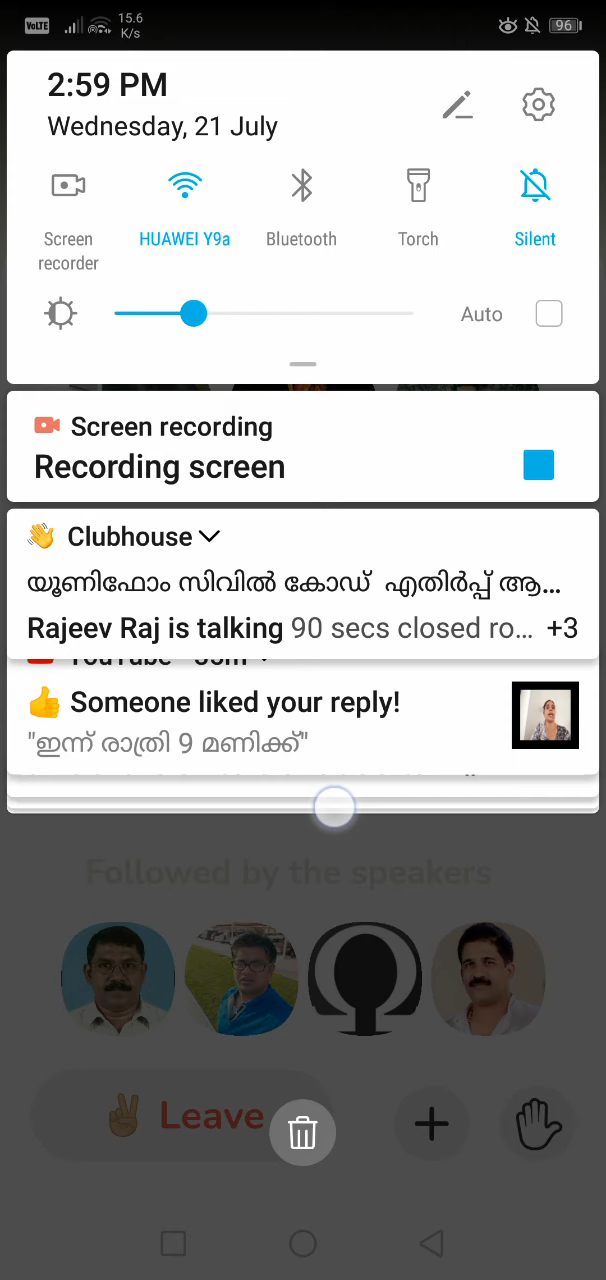 VoLTE 15.6 K/s 96
2:59 PM
Wednesday, 21 July
Screen recorder
HUAWEI Y9a
Bluetooth
Torch
Silent
Auto
Screen recording
Recording screen
Clubhouse
യൂണിഫോം സിവിൽ കോഡ് എതിർപ്പ് ആ...
Rajeev Raj is talking 90 secs closed ro... +3
YouTube
👍 Someone liked your reply!
"ഇന്ന് രാത്രി 9 മണിക്ക്"
Followed by the speakers
✌ Leave